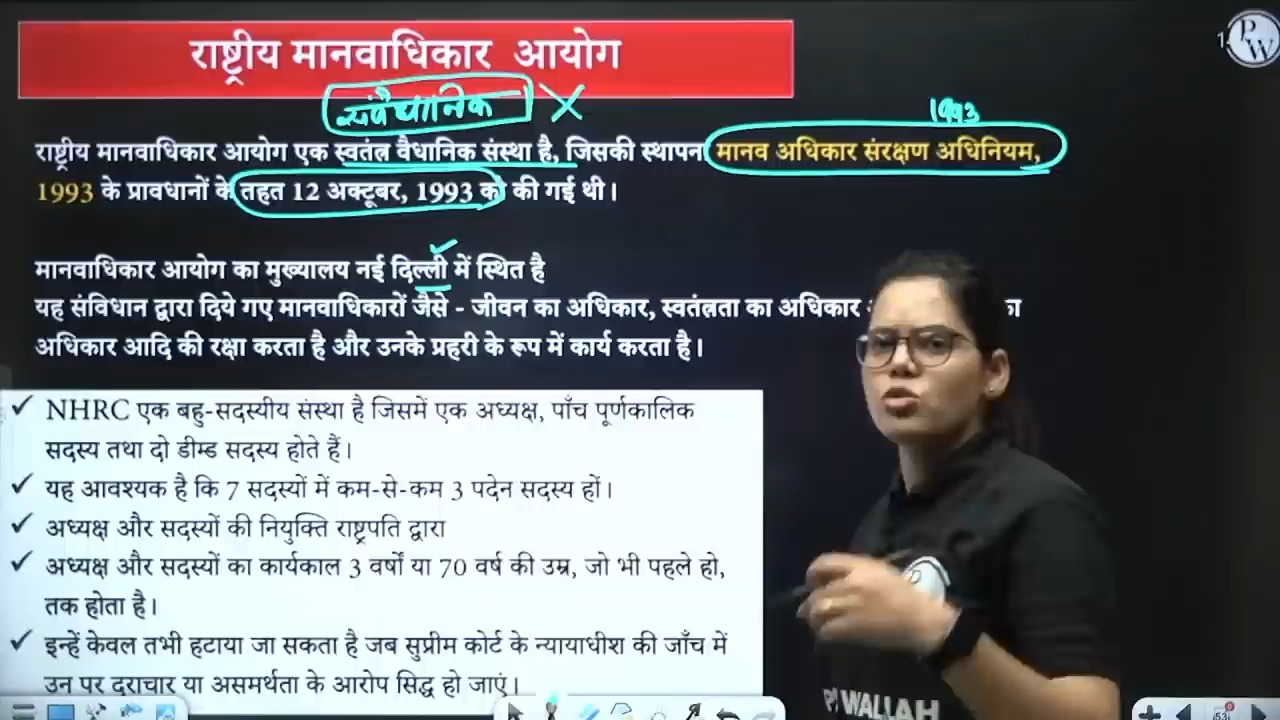 राष्ट्रीय मानवाधिकार आयोग
PW
संवैधानिक X
1993
राष्ट्रीय मानवाधिकार आयोग एक स्वतंत्र वैधानिक संस्था है, जिसकी स्थापना मानव अधिकार संरक्षण अधिनियम,
1993 के प्रावधानों के तहत 12 अक्टूबर, 1993 को की गई थी।
मानवाधिकार आयोग का मुख्यालय नई दिल्ली में स्थित है
यह संविधान द्वारा दिये गए मानवाधिकारों जैसे - जीवन का अधिकार, स्वतंत्रता का अधिकार का
अधिकार आदि की रक्षा करता है और उनके प्रहरी के रूप में कार्य करता है।
✓ NHRC एक बहु-सदस्यीय संस्था है जिसमें एक अध्यक्ष, पाँच पूर्णकालिक
सदस्य तथा दो डीम्ड सदस्य होते हैं।
✓ यह आवश्यक है कि 7 सदस्यों में कम-से-कम 3 पदेन सदस्य हों।
✓ अध्यक्ष और सदस्यों की नियुक्ति राष्ट्रपति द्वारा
✓ अध्यक्ष और सदस्यों का कार्यकाल 3 वर्षों या 70 वर्ष की उम्र, जो भी पहले हो,
तक होता है।
✓ इन्हें केवल तभी हटाया जा सकता है जब सुप्रीम कोर्ट के न्यायाधीश की जाँच में
उन पर दुराचार या असमर्थता के आरोप सिद्ध हो जाएं।
WALLAH